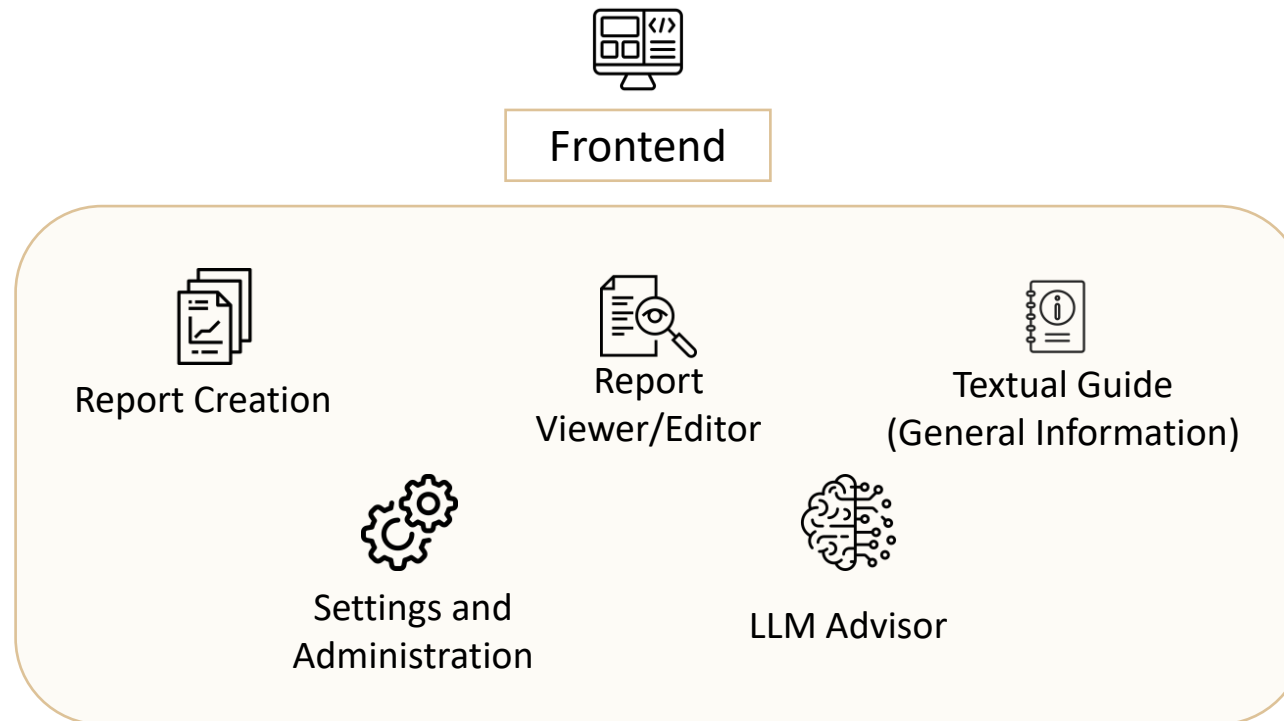 </>
Frontend
Report Creation
Report
Viewer/Editor
Textual Guide
(General Information)
Settings and
Administration
LLM Advisor